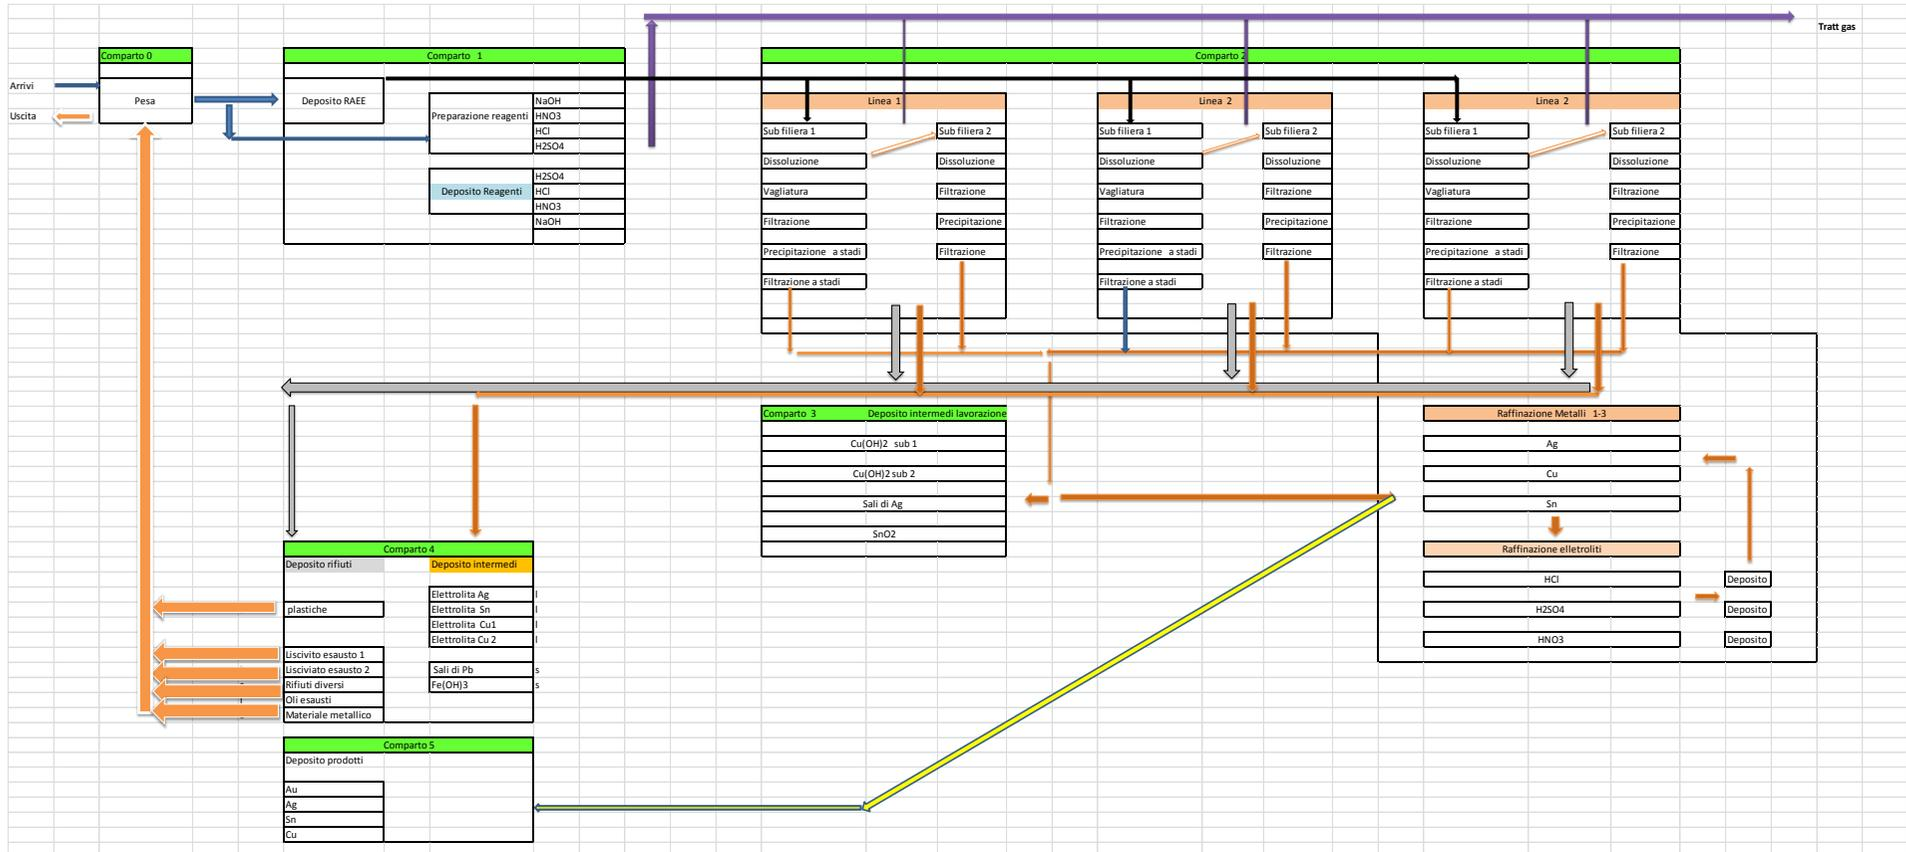 Tratt gas
Comparto 0
Comparto 1
Comparto 2
Arrivi
Pesa
Deposito RAEE
Uscita
Preparazione reagenti
NaOH
HNO3
HCl
H2SO4
Deposito Reagenti
H2SO4
HCl
HNO3
NaOH
Linea 1
Sub filiera 1
Dissoluzione
Vagliatura
Filtrazione
Precipitazione a stadi
Filtrazione a stadi
Sub filiera 2
Dissoluzione
Filtrazione
Precipitazione
Filtrazione
Linea 2
Sub filiera 1
Dissoluzione
Vagliatura
Filtrazione
Precipitazione a stadi
Filtrazione a stadi
Sub filiera 2
Dissoluzione
Filtrazione
Precipitazione
Filtrazione
Linea 2
Sub filiera 1
Dissoluzione
Vagliatura
Filtrazione
Precipitazione a stadi
Filtrazione a stadi
Sub filiera 2
Dissoluzione
Filtrazione
Precipitazione
Filtrazione
Comparto 3 Deposito intermedi lavorazione
Cu(OH)2 sub 1
Cu(OH)2 sub 2
Sali di Ag
SnO2
Raffinazione Metalli 1-3
Ag
Cu
Sn
Raffinazione elletroliti
HCl
H2SO4
HNO3
Deposito
Deposito
Deposito
Comparto 4
Deposito rifiuti
plastiche
Liscivito esausto 1
Lisciviato esausto 2
Rifiuti diversi
Oli esausti
Materiale metallico
Deposito intermedi
Elettrolita Ag l
Elettrolita Sn l
Elettrolita Cu1 l
Elettrolita Cu 2 l
Sali di Pb s
Fe(OH)3 s
Comparto 5
Deposito prodotti
Au
Ag
Sn
Cu